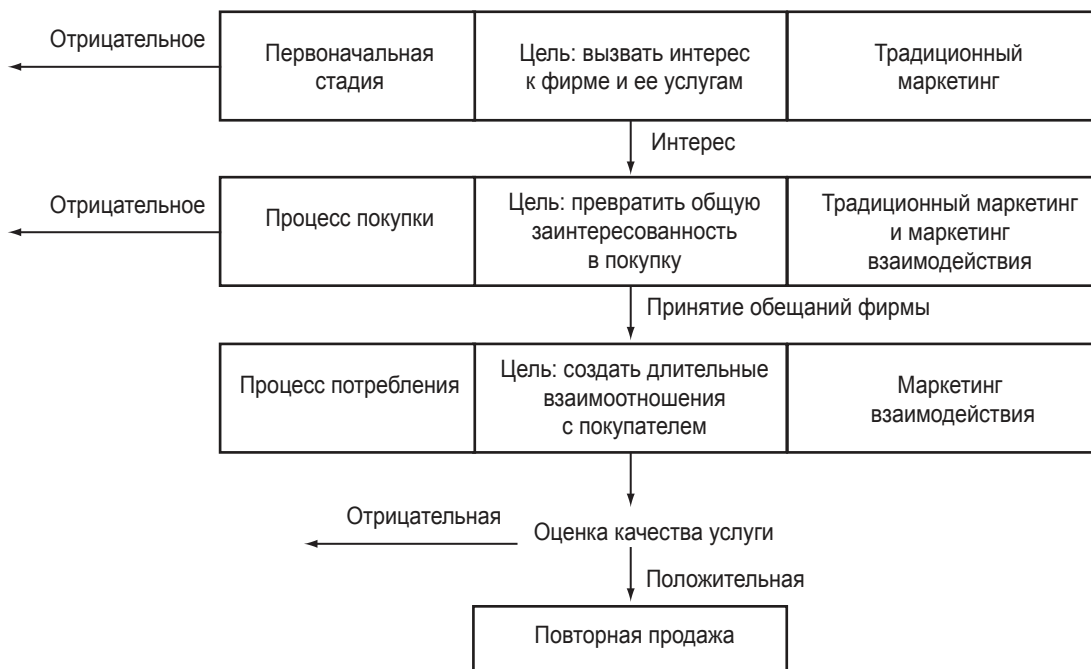 Отрицательное
Первоначальная
стадия
Цель: вызвать интерес
к фирме и ее услугам
Традиционный
маркетинг
Интерес
Отрицательное
Процесс покупки
Цель: превратить общую
заинтересованность
в покупку
Традиционный маркетинг
и маркетинг
взаимодействия
Принятие обещаний фирмы
Процесс потребления
Цель: создать длительные
взаимоотношения
с покупателем
Маркетинг
взаимодействия
Отрицательная
Оценка качества услуги
Положительная
Повторная продажа